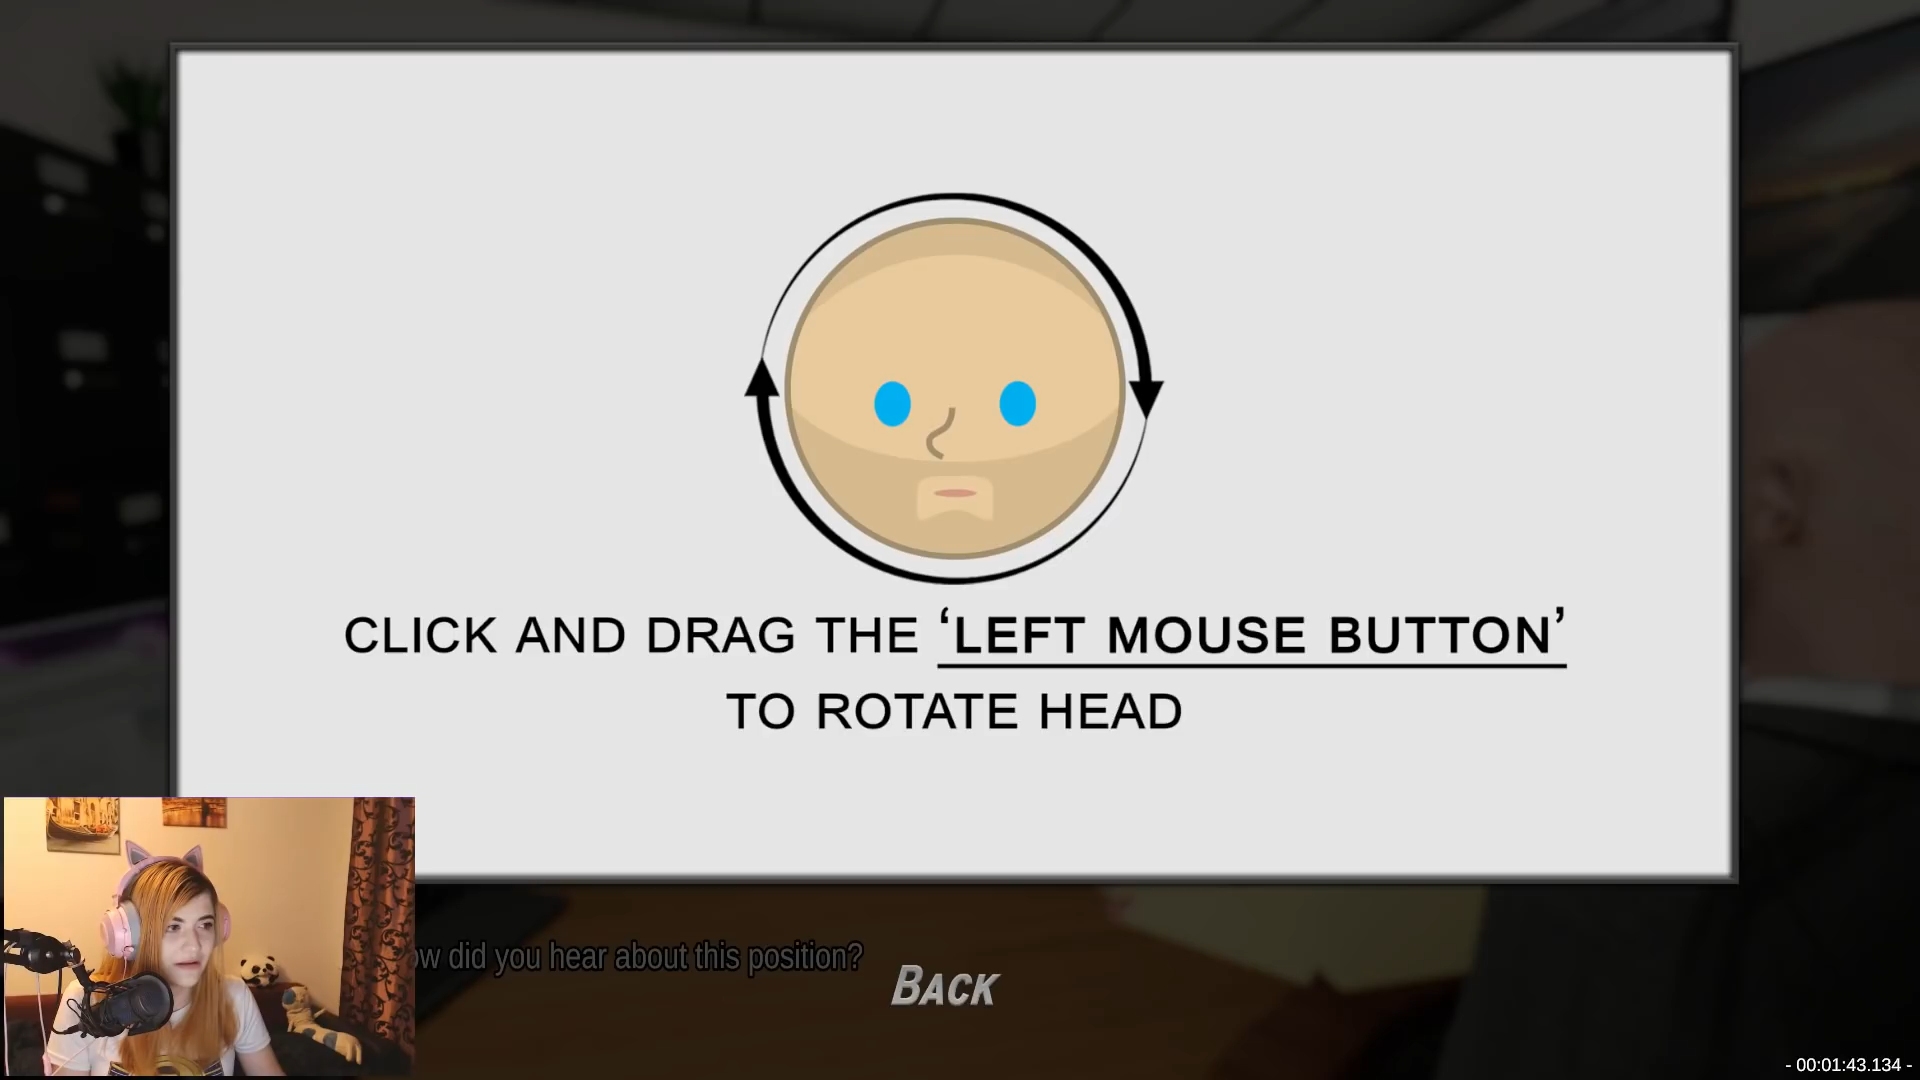 CLICK AND DRAG THE ‘LEFT MOUSE BUTTON’
TO ROTATE HEAD
did you hear about this position?
BACK
- 00:01:43.134 -